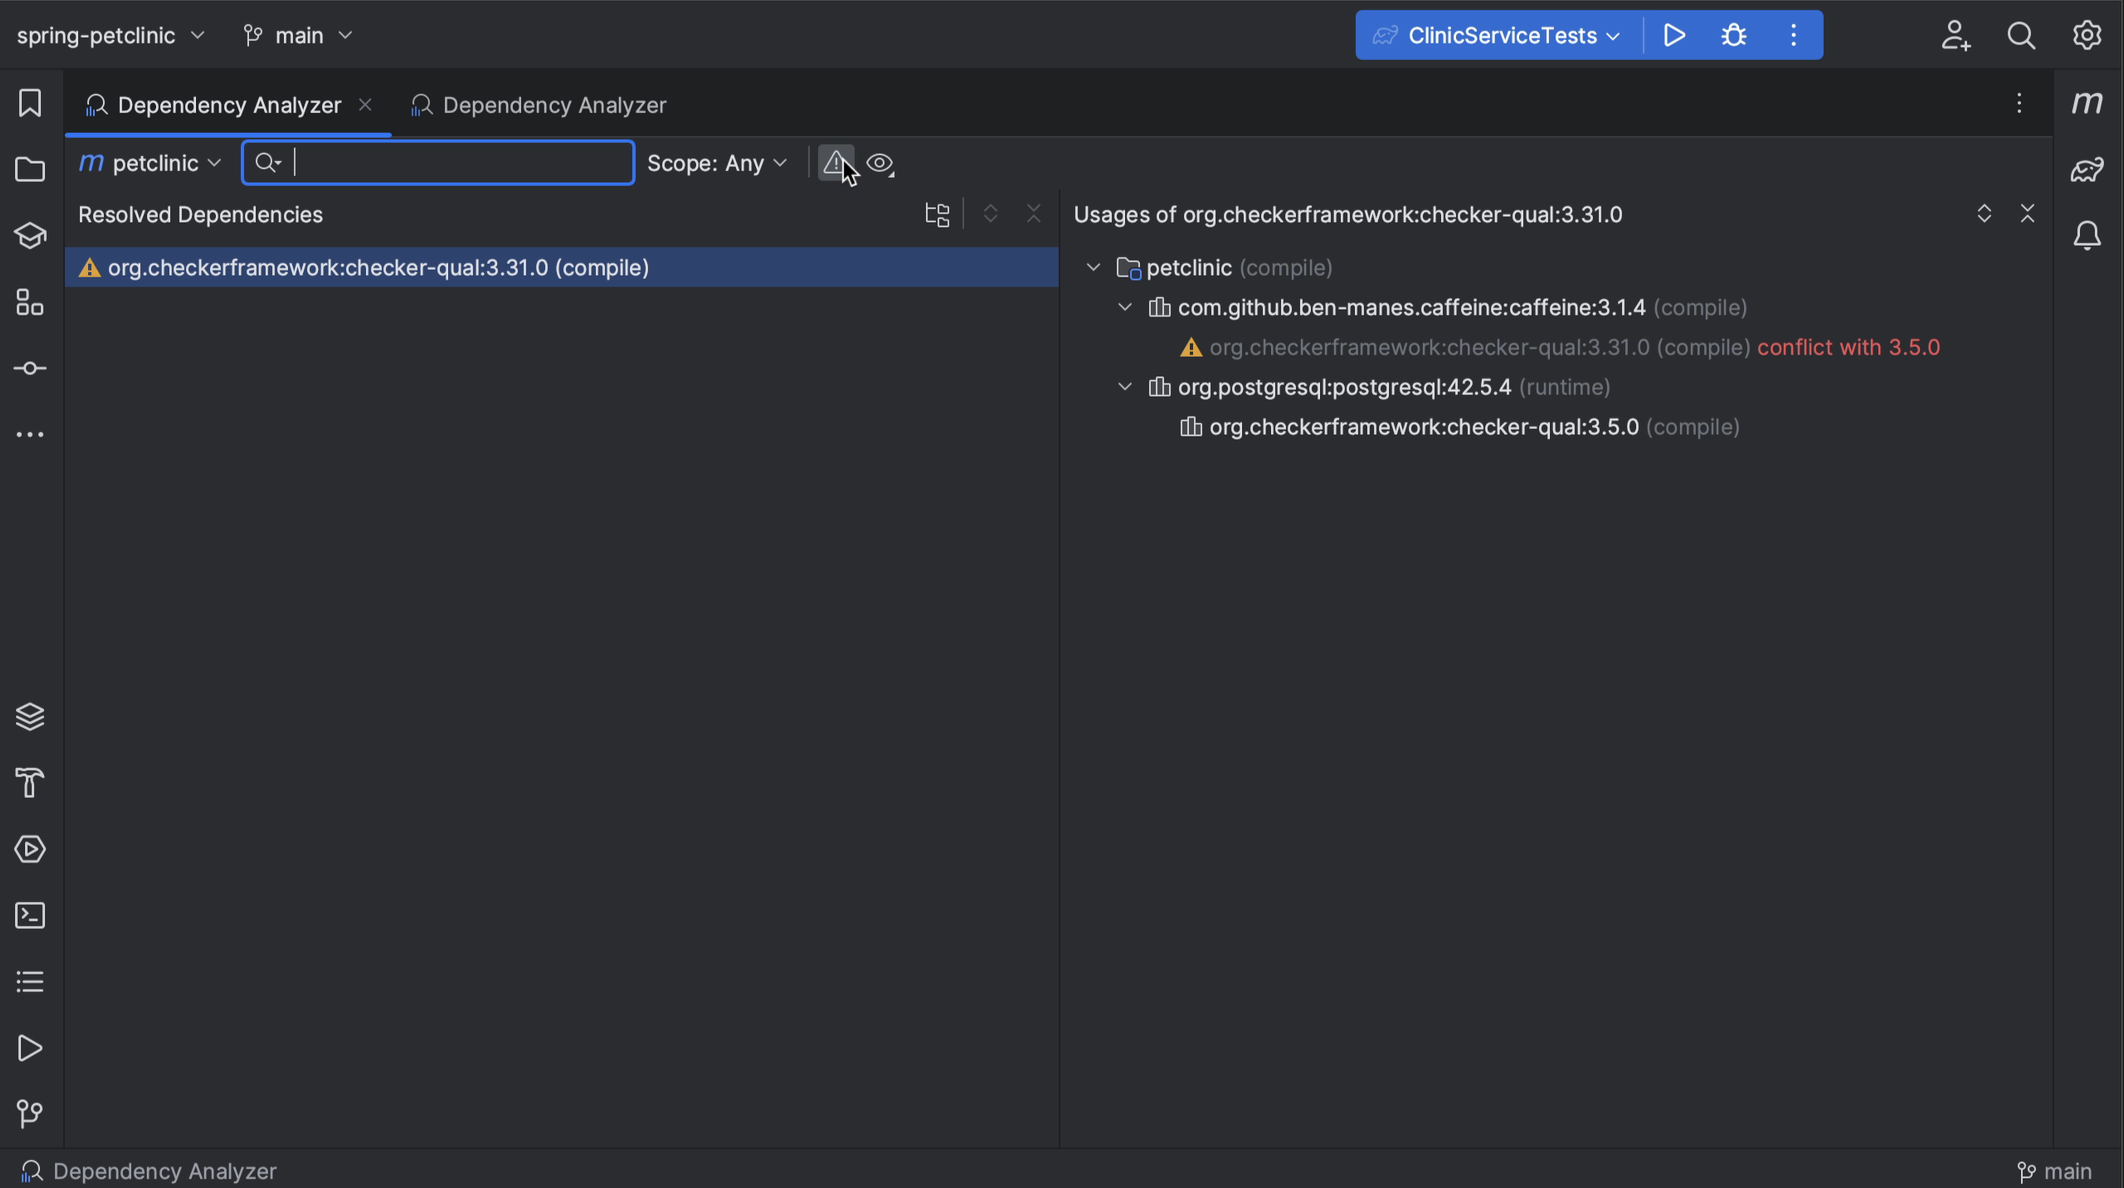 spring-petclinic
main
ClinicServiceTests
Dependency Analyzer
Dependency Analyzer
m petclinic
Scope: Any
Resolved Dependencies
org.checkerframework:checker-qual:3.31.0 (compile)
Usages of org.checkerframework:checker-qual:3.31.0
petclinic (compile)
com.github.ben-manes.caffeine:caffeine:3.1.4 (compile)
org.checkerframework:checker-qual:3.31.0 (compile) conflict with 3.5.0
org.postgresql:postgresql:42.5.4 (runtime)
org.checkerframework:checker-qual:3.5.0 (compile)
m
Dependency Analyzer
main